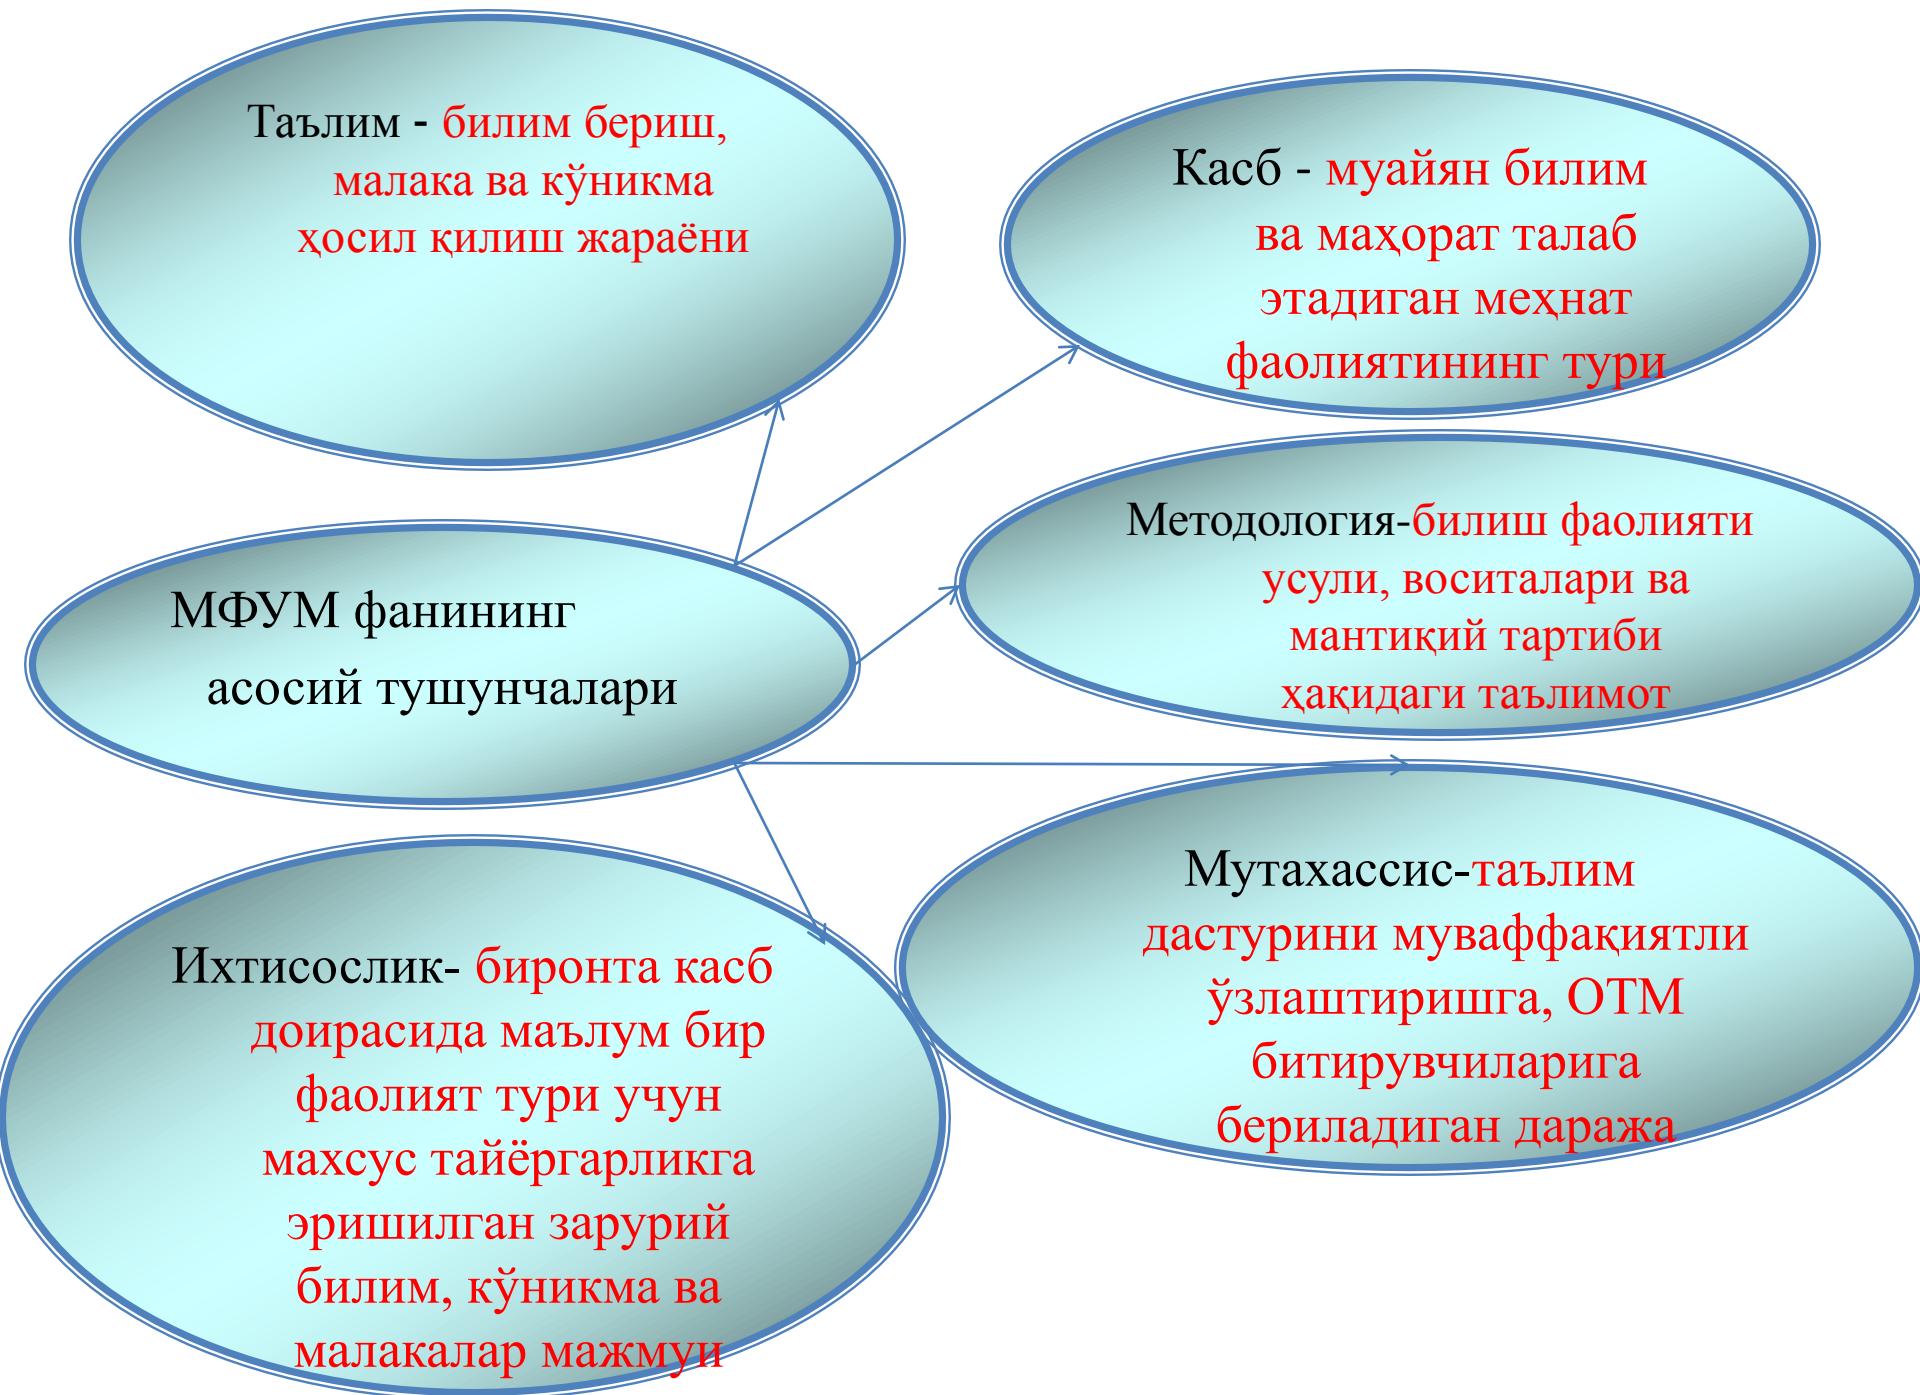 Таълим - билим бериш,
малака ва кўникма
ҳосил қилиш жараёни
Касб - муайян билим
ва маҳорат талаб
этадиган меҳнат
фаолиятининг тури
МФУМ фанининг
асосий тушунчалари
Методология-билиш фаолияти
усули, воситалари ва
мантиқий тартиби
ҳақидаги таълимот
Ихтисослик- биронта касб
доирасида маълум бир
фаолият тури учун
махсус тайёргарликга
эришилган зарурий
билим, кўникма ва
малакалар мажмуи
Мутахассис-таълим
дастурини муваффақиятли
ўзлаштиришга, ОТМ
битирувчиларига
бериладиган даража